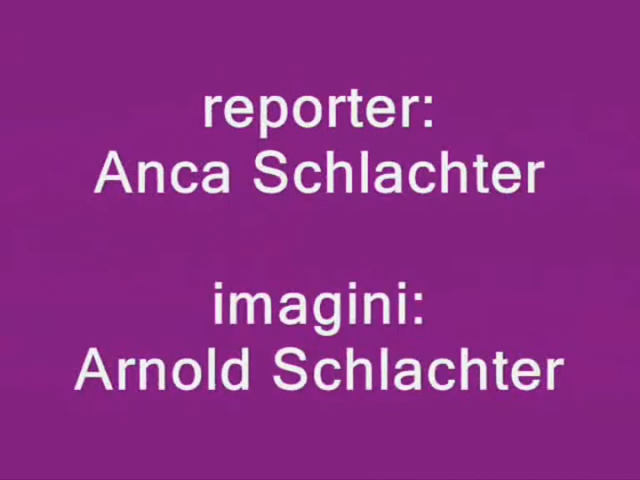 reporter:
Anca Schlachter
imagini:
Arnold Schlachter